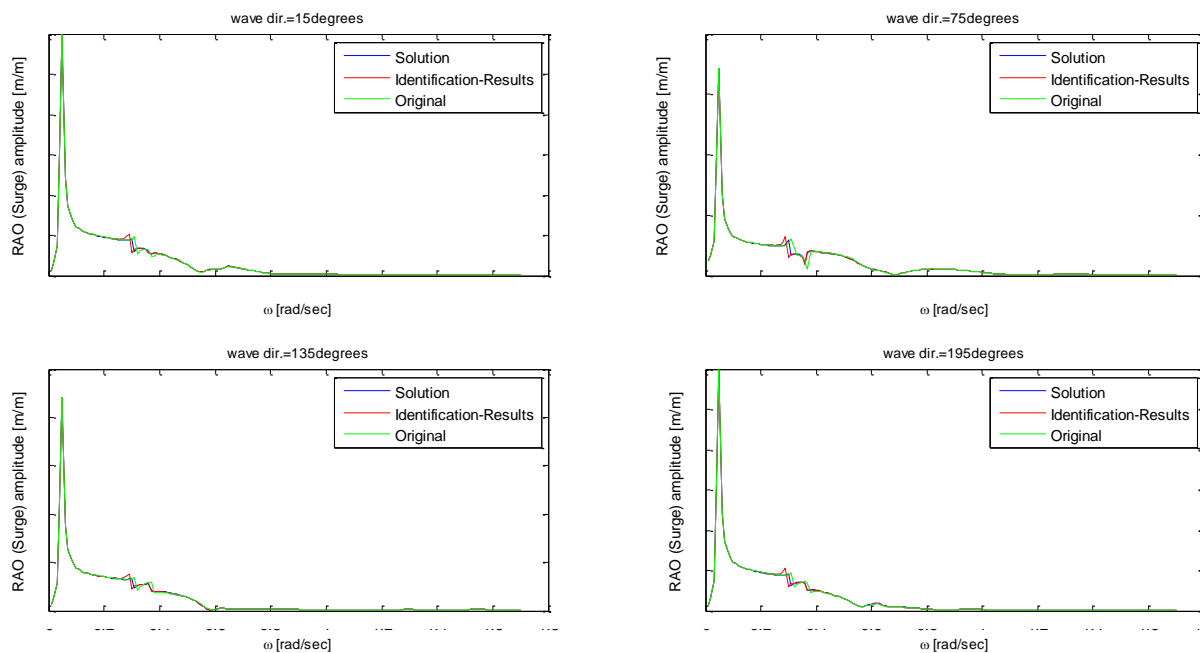 wave dir.=15degrees
Solution
Identification-Results
Original
RAO (Surge) amplitude [m/m]
ω [rad/sec]
wave dir.=75degrees
Solution
Identification-Results
Original
RAO (Surge) amplitude [m/m]
ω [rad/sec]
wave dir.=135degrees
Solution
Identification-Results
Original
RAO (Surge) amplitude [m/m]
ω [rad/sec]
wave dir.=195degrees
Solution
Identification-Results
Original
RAO (Surge) amplitude [m/m]
ω [rad/sec]